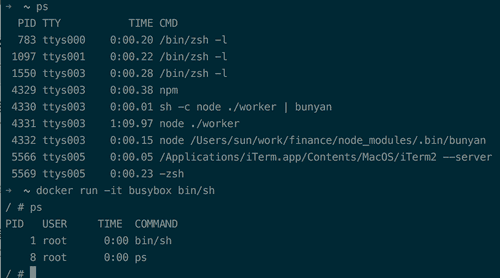 → ~ ps
PID TTY TIME CMD
783 ttys000 0:00.20 /bin/zsh -l
1097 ttys001 0:00.22 /bin/zsh -l
1550 ttys003 0:00.28 /bin/zsh -l
4329 ttys003 0:00.38 npm
4330 ttys003 0:00.01 sh -c node ./worker | bunyan
4331 ttys003 1:09.97 node ./worker
4332 ttys003 0:00.15 node /Users/sun/work/finance/node_modules/.bin/bunyan
5566 ttys005 0:00.05 /Applications/iTerm.app/Contents/MacOS/iTerm2 --server
5569 ttys005 0:00.23 -zsh
→ ~ docker run -it busybox bin/sh
/ # ps
PID USER TIME COMMAND
1 root 0:00 bin/sh
8 root 0:00 ps
/ #